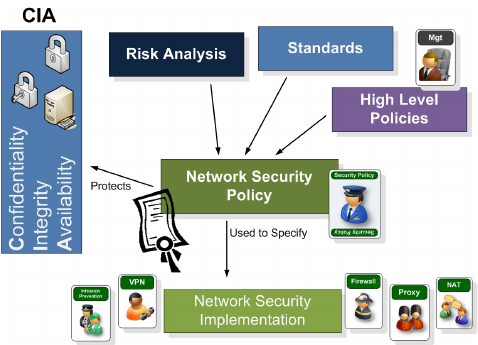 CIA
Risk Analysis
Standards
Mgt
High Level
Policies
Confidentiality
Integrity
Availability
Protects
Network Security
Policy
Security Policy
Security Policy
Used to Specify
Intrusion
Prevention
VPN
Network Security
Implementation
Firewall
Proxy
NAT